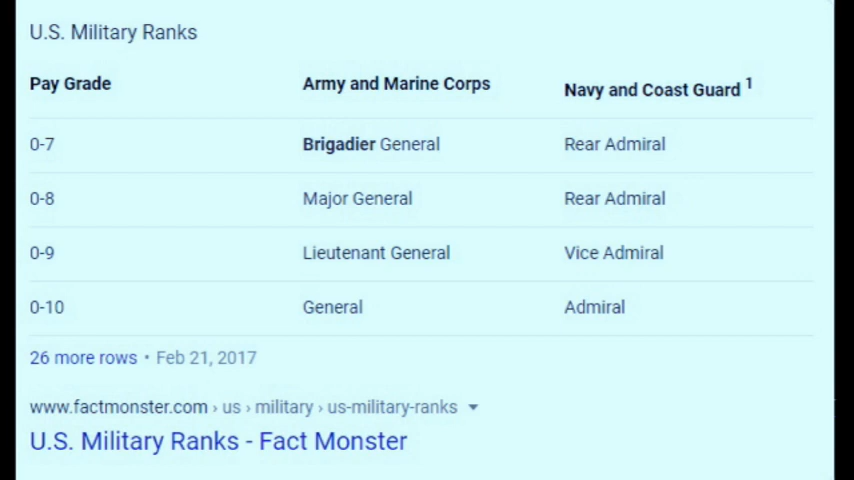 U.S. Military Ranks
Pay Grade Army and Marine Corps Navy and Coast Guard 1
0-7 Brigadier General Rear Admiral
0-8 Major General Rear Admiral
0-9 Lieutenant General Vice Admiral
0-10 General Admiral
26 more rows • Feb 21, 2017
www.factmonster.com › us › military › us-military-ranks
U.S. Military Ranks - Fact Monster